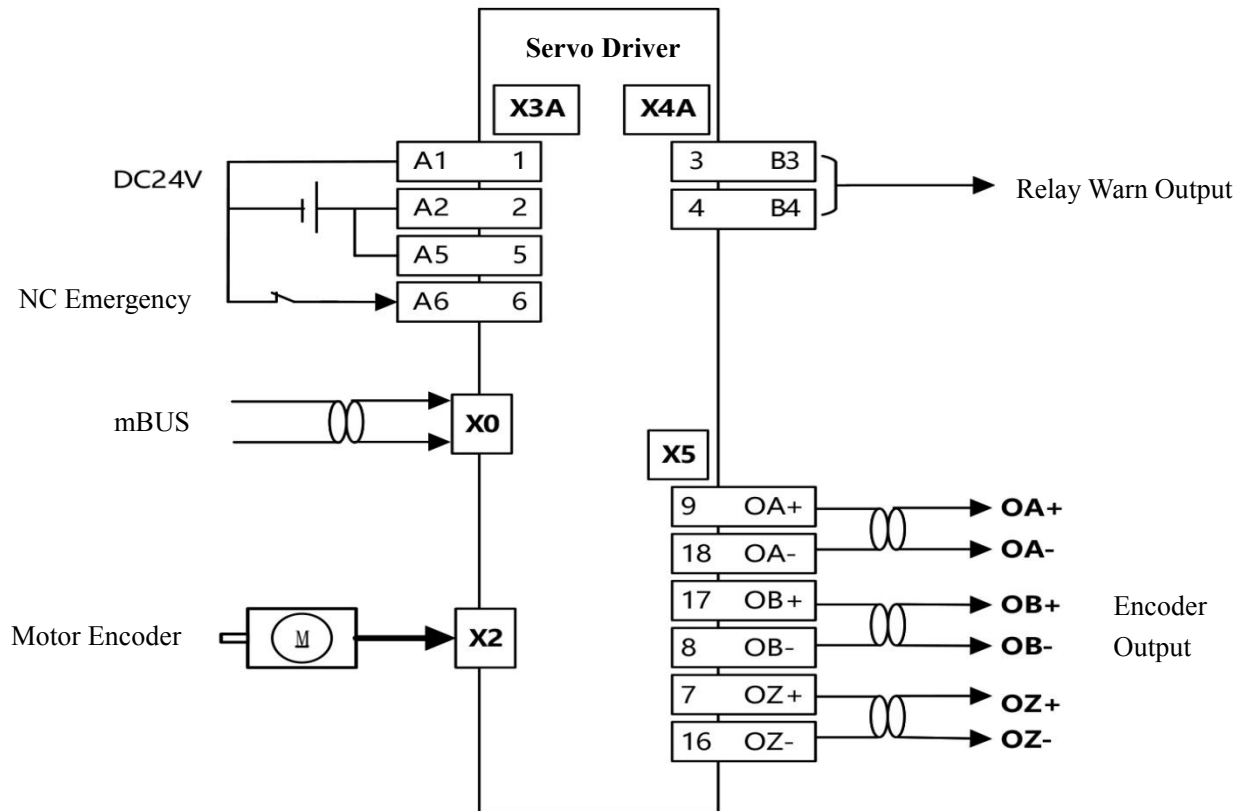 Servo Driver
X3A X4A
A1 1
A2 2
A5 5
A6 6
DC24V
NC Emergency
3 B3
4 B4
Relay Warn Output
mBUS
X0
X5
9 OA+
18 OA-
17 OB+
8 OB-
7 OZ+
16 OZ-
OA+
OA-
OB+
OB-
OZ+
OZ-
Encoder
Output
Motor Encoder
M
X2